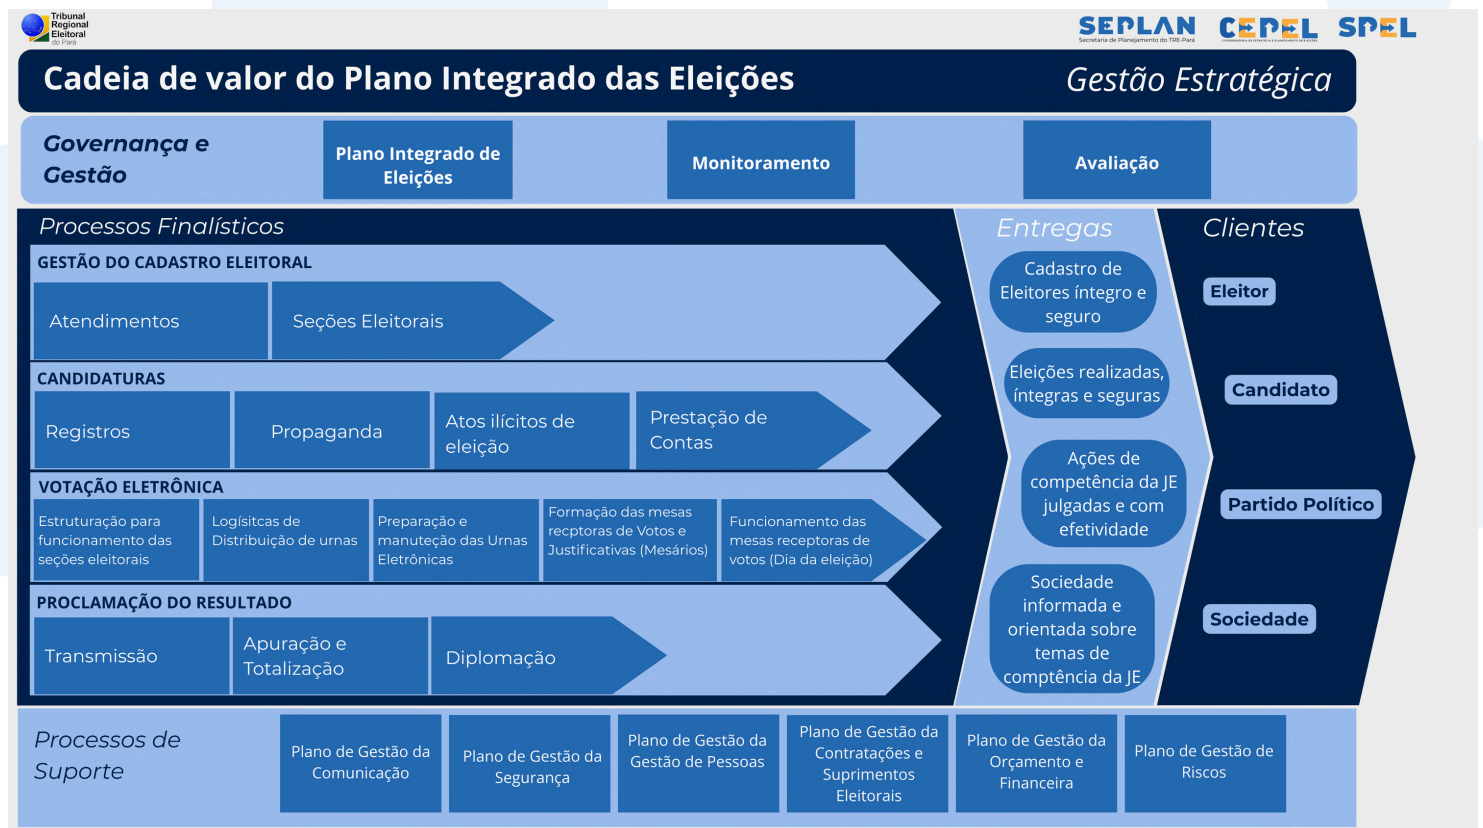 Tribunal
Regional
Eleitoral
do Pará
SEPLAN
Secretaria de Planejamento do TRE-Pará
CEPEL
SPEL
Cadeia de valor do Plano Integrado das Eleições
Gestão Estratégica
Governança e
Gestão
Plano Integrado de
Eleições
Monitoramento
Avaliação
Processos Finalísticos
GESTÃO DO CADASTRO ELEITORAL
Atendimentos
Seções Eleitorais
CANDIDATURAS
Registros
Propaganda
Atos ilícitos de
eleição
Prestação de
Contas
VOTAÇÃO ELETRÔNICA
Estruturação para
funcionamento das
seções eleitorais
Logísitcas de
Distribuição de urnas
Preparação e
manuteção das Urnas
Eletrônicas
Formação das mesas
recptoras de Votos e
Justificativas (Mesários)
Funcionamento das
mesas receptoras de
votos (Dia da eleição)
PROCLAMAÇÃO DO RESULTADO
Transmissão
Apuração e
Totalização
Diplomação
Entregas
Cadastro de
Eleitores íntegro e
seguro
Eleições realizadas,
íntegras e seguras
Ações de
competência da JE
julgadas e com
efetividade
Sociedade
informada e
orientada sobre
temas de
comptência da JE
Clientes
Eleitor
Candidato
Partido Político
Sociedade
Processos de
Suporte
Plano de Gestão da
Comunicação
Plano de Gestão da
Segurança
Plano de Gestão da
Gestão de Pessoas
Plano de Gestão da
Contratações e
Suprimentos
Eleitorais
Plano de Gestão da
Orçamento e
Financeira
Plano de Gestão de
Riscos